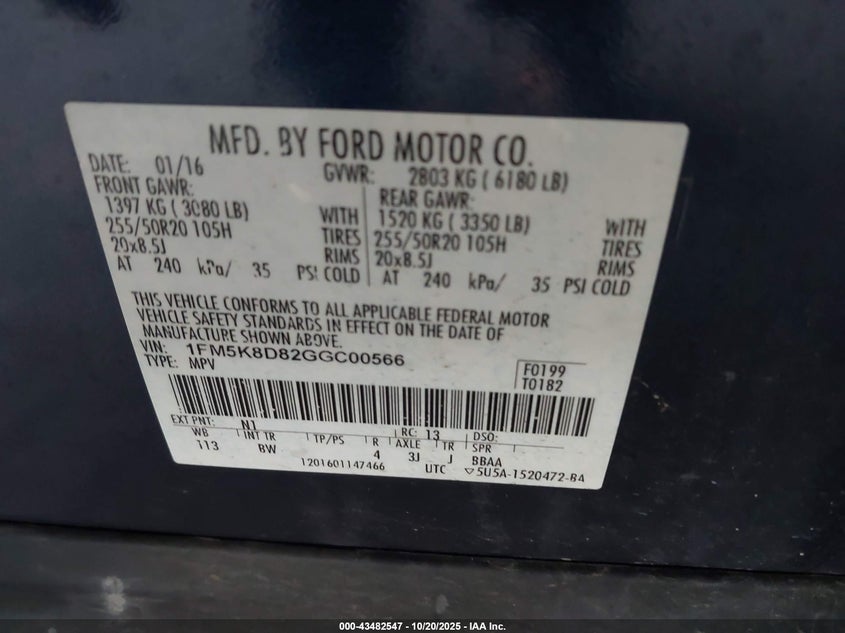 MFD. BY FORD MOTOR CO.
DATE: 01/16 GVWR: 2803 KG ( 6180 LB)
FRONT GAWR: REAR GAWR:
1397 KG ( 3080 LB) WITH 1520 KG ( 3350 LB) WITH
255/50R20 105H TIRES 255/50R20 105H TIRES
20x8.5J RIMS 20x8.5J RIMS
AT 240 kPa/ 35 PSI COLD AT 240 kPa/ 35 PSI COLD
THIS VEHICLE CONFORMS TO ALL APPLICABLE FEDERAL MOTOR
VEHICLE SAFETY STANDARDS IN EFFECT ON THE DATE OF
MANUFACTURE SHOWN ABOVE.
VIN: 1FM5K8D82GGC00566
TYPE: MPV
F0199
T0182
EXT PNT: N1 RC: 13 DSO:
WB INT TR TP/PS R AXLE TR SPR
113 BW 4 3J J BBAA
1201601147466 UTC ▽5U5A-1520472-BA
000-43482547 - 10/20/2025 - IAA Inc.